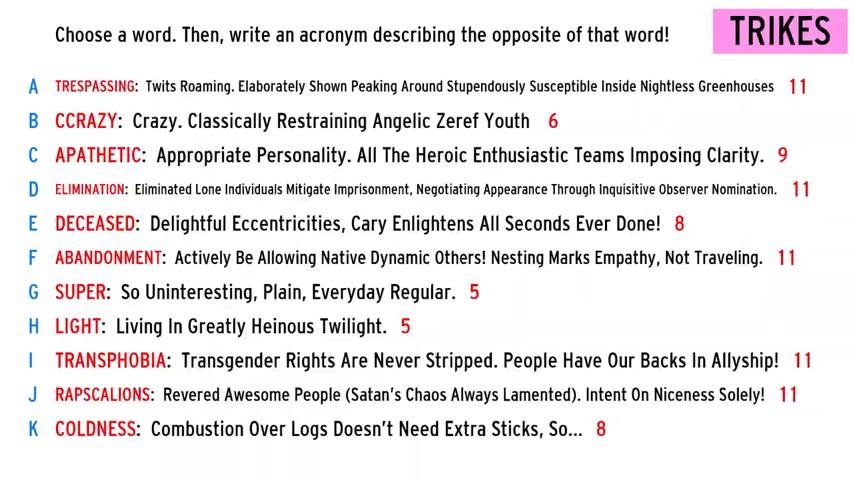 Choose a word. Then, write an acronym describing the opposite of that word!
TRIKES
A TRESPASSING: Twits Roaming. Elaborately Shown Peaking Around Stupendously Susceptible Inside Nightless Greenhouses 11
B CCRAZY: Crazy. Classically Restraining Angelic Zeref Youth 6
C APATHETIC: Appropriate Personality. All The Heroic Enthusiastic Teams Imposing Clarity. 9
D ELIMINATION: Eliminated Lone Individuals Mitigate Imprisonment, Negotiating Appearance Through Inquisitive Observer Nomination. 11
E DECEASED: Delightful Eccentricities, Cary Enlightens All Seconds Ever Done! 8
F ABANDONMENT: Actively Be Allowing Native Dynamic Others! Nesting Marks Empathy, Not Traveling. 11
G SUPER: So Uninteresting, Plain, Everyday Regular. 5
H LIGHT: Living In Greatly Heinous Twilight. 5
I TRANSPHOBIA: Transgender Rights Are Never Stripped. People Have Our Backs In Allyship! 11
J RAPSCALIONS: Revered Awesome People (Satan's Chaos Always Lamented). Intent On Niceness Solely! 11
K COLDNESS: Combustion Over Logs Doesn't Need Extra Sticks, So... 8